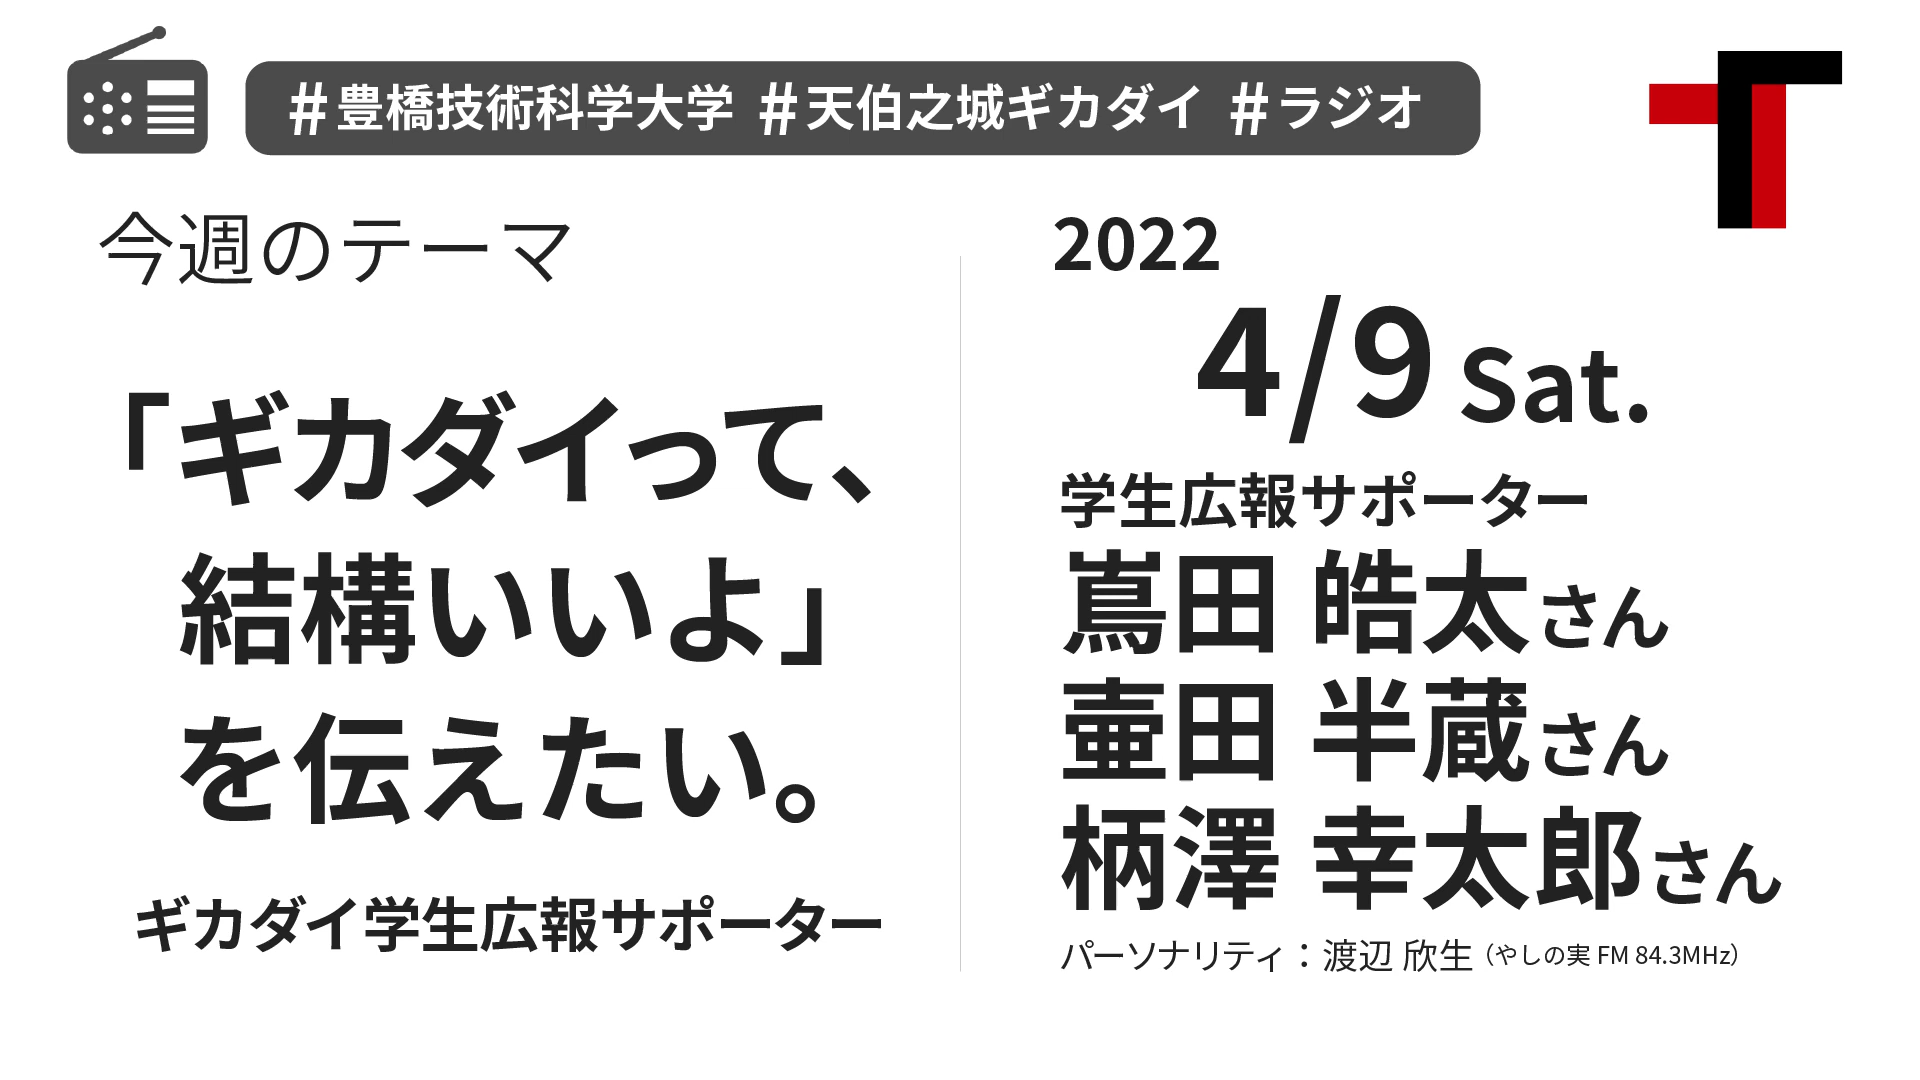 #豊橋技術科学大学 #天伯之城ギカダイ #ラジオ
今週のテーマ
「ギカダイって、
結構いいよ」
を伝えたい。
ギカダイ学生広報サポーター
2022
4/9 Sat.
学生広報サポーター
嶌田 皓太さん
壷田 半蔵さん
柄澤 幸太郎さん
パーソナリティ：渡辺 欣生（やしの実 FM 84.3MHz）